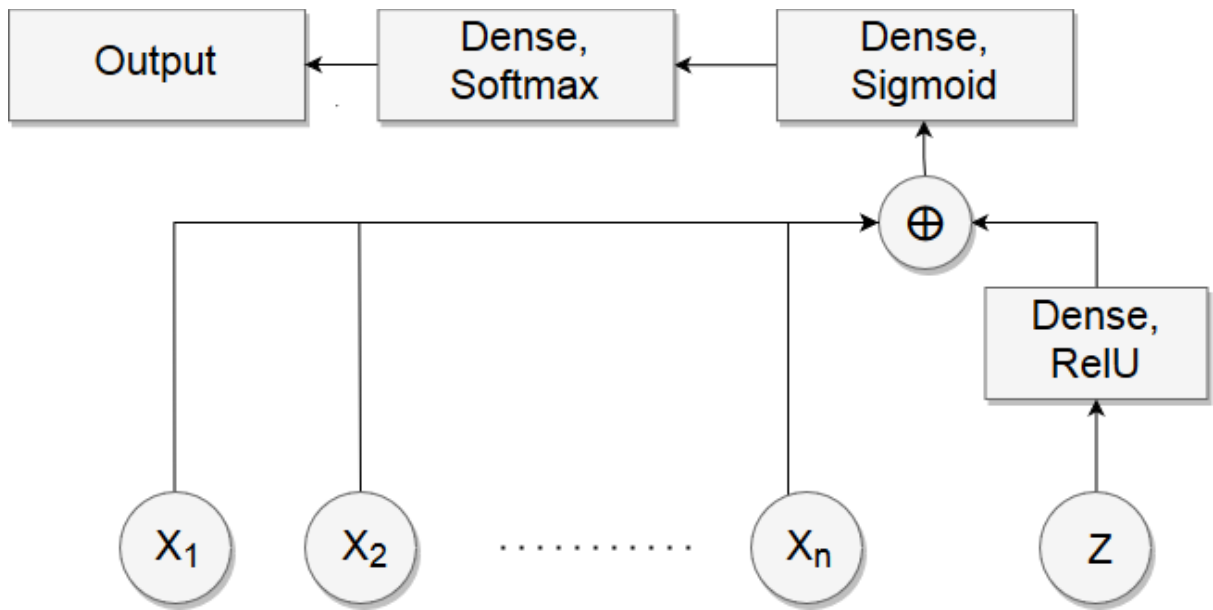 Output
Dense,
Softmax
Dense,
Sigmoid
⊕
Dense,
RelU
X₁
X₂
...........
Xₙ
Z